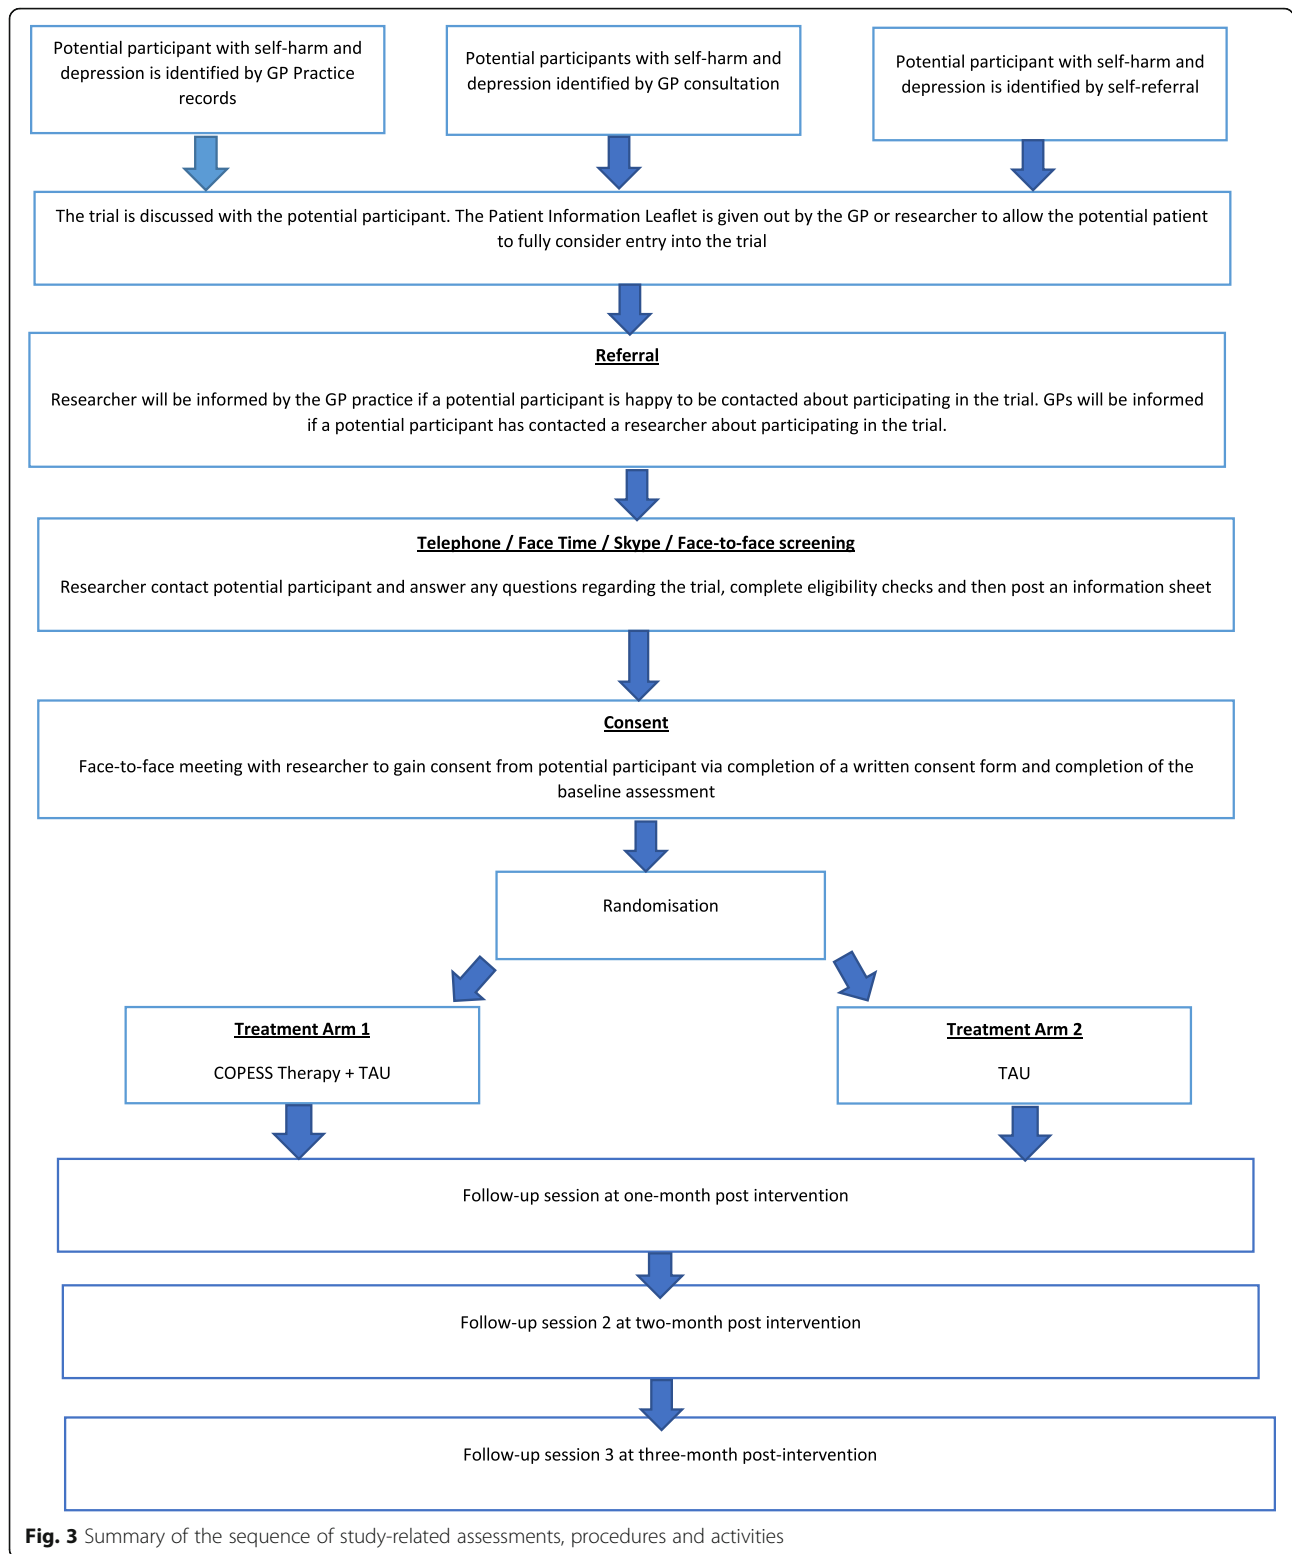 Potential participant with self-harm and
depression is identified by GP Practice
records
Potential participants with self-harm and
depression identified by GP consultation
Potential participant with self-harm and
depression is identified by self-referral
The trial is discussed with the potential participant. The Patient Information Leaflet is given out by the GP or researcher to allow the potential patient
to fully consider entry into the trial
Referral
Researcher will be informed by the GP practice if a potential participant is happy to be contacted about participating in the trial. GPs will be informed
if a potential participant has contacted a researcher about participating in the trial.
Telephone / Face Time / Skype / Face-to-face screening
Researcher contact potential participant and answer any questions regarding the trial, complete eligibility checks and then post an information sheet
Consent
Face-to-face meeting with researcher to gain consent from potential participant via completion of a written consent form and completion of the
baseline assessment
Randomisation
Treatment Arm 1
COPESS Therapy + TAU
Treatment Arm 2
TAU
Follow-up session at one-month post intervention
Follow-up session 2 at two-month post intervention
Follow-up session 3 at three-month post-intervention
Fig. 3 Summary of the sequence of study-related assessments, procedures and activities